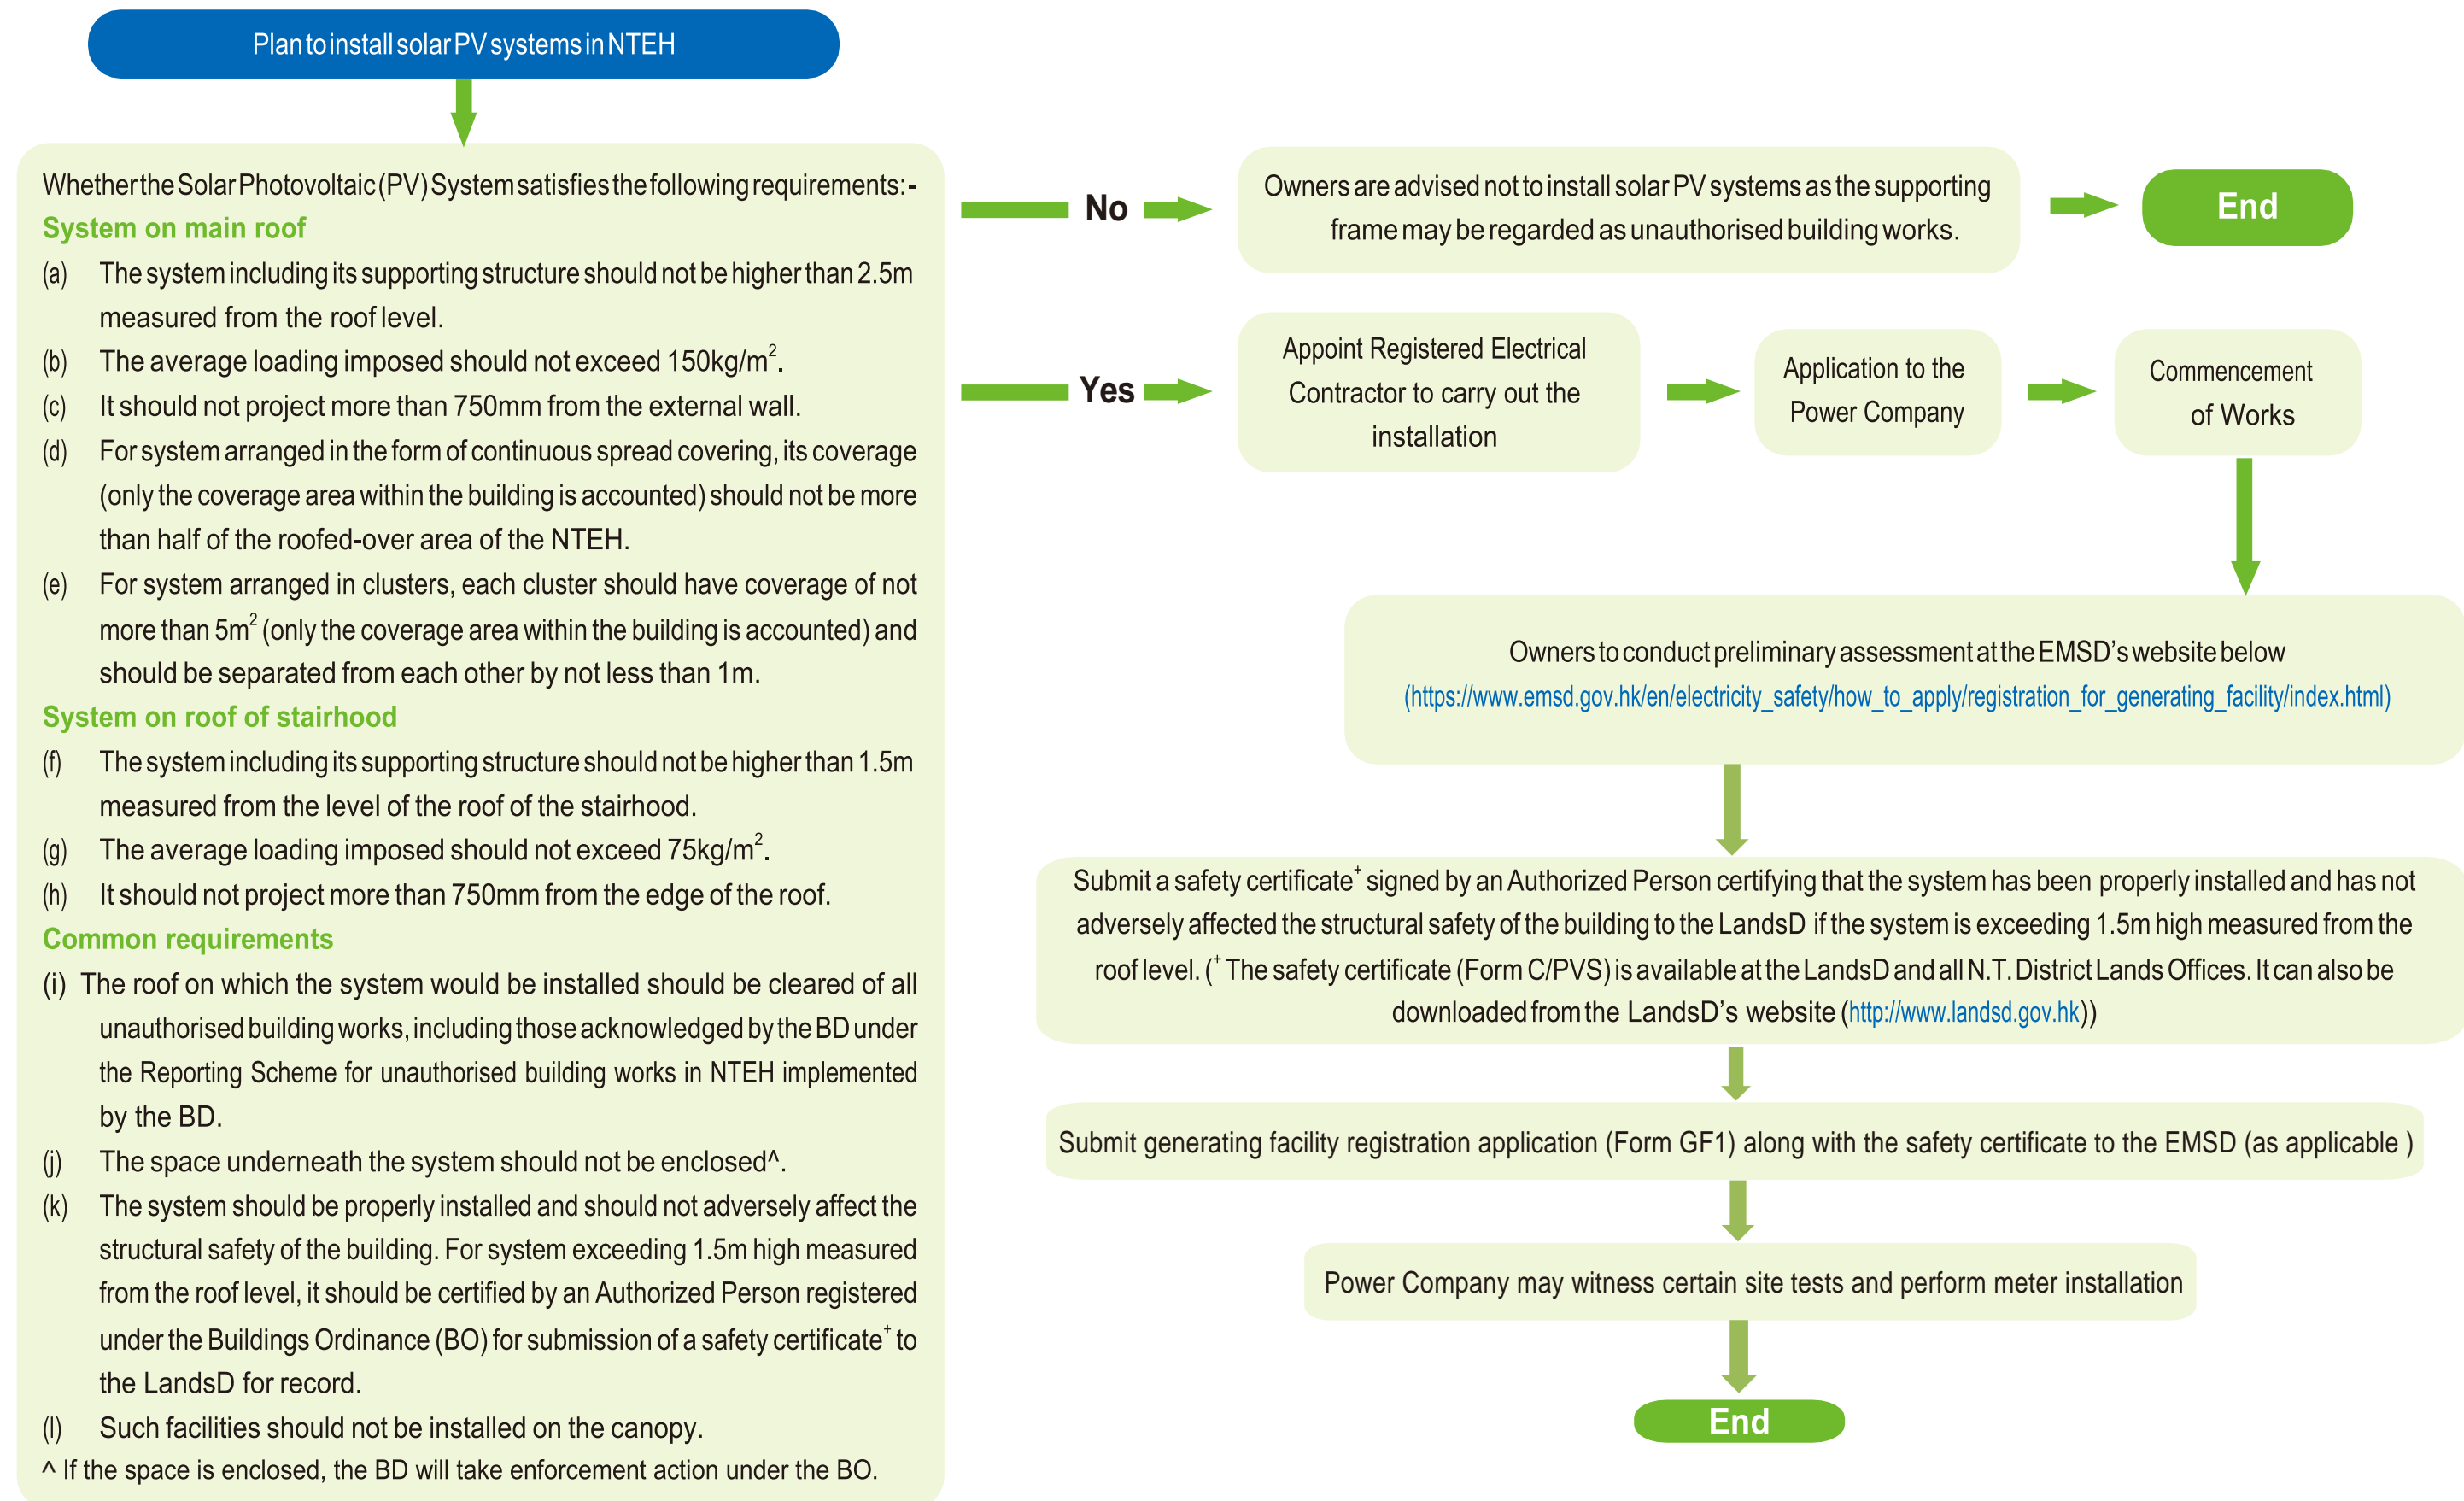 Plan to install solar PV systems in NTEH
Whether the Solar Photovoltaic (PV) System satisfies the following requirements:-
System on main roof
(a) The system including its supporting structure should not be higher than 2.5m
measured from the roof level.
(b) The average loading imposed should not exceed 150kg/m².
(c) It should not project more than 750mm from the external wall.
(d) For system arranged in the form of continuous spread covering, its coverage
(only the coverage area within the building is accounted) should not be more
than half of the roofed-over area of the NTEH.
(e) For system arranged in clusters, each cluster should have coverage of not
more than 5m² (only the coverage area within the building is accounted) and
should be separated from each other by not less than 1m.
System on roof of stairhood
(f) The system including its supporting structure should not be higher than 1.5m
measured from the level of the roof of the stairhood.
(g) The average loading imposed should not exceed 75kg/m².
(h) It should not project more than 750mm from the edge of the roof.
Common requirements
(i) The roof on which the system would be installed should be cleared of all
unauthorised building works, including those acknowledged by the BD under
the Reporting Scheme for unauthorised building works in NTEH implemented
by the BD.
(j) The space underneath the system should not be enclosed^.
(k) The system should be properly installed and should not adversely affect the
structural safety of the building. For system exceeding 1.5m high measured
from the roof level, it should be certified by an Authorized Person registered
under the Buildings Ordinance (BO) for submission of a safety certificate⁺ to
the LandsD for record.
(l) Such facilities should not be installed on the canopy.
^ If the space is enclosed, the BD will take enforcement action under the BO.
No
Owners are advised not to install solar PV systems as the supporting
frame may be regarded as unauthorised building works.
End
Yes
Appoint Registered Electrical
Contractor to carry out the
installation
Application to the
Power Company
Commencement
of Works
Owners to conduct preliminary assessment at the EMSD's website below
(https://www.emsd.gov.hk/en/electricity_safety/how_to_apply/registration_for_generating_facility/index.html)
Submit a safety certificate⁺ signed by an Authorized Person certifying that the system has been properly installed and has not
adversely affected the structural safety of the building to the LandsD if the system is exceeding 1.5m high measured from the
roof level. (⁺ The safety certificate (Form C/PVS) is available at the LandsD and all N.T. District Lands Offices. It can also be
downloaded from the LandsD's website (http://www.landsd.gov.hk))
Submit generating facility registration application (Form GF1) along with the safety certificate to the EMSD (as applicable )
Power Company may witness certain site tests and perform meter installation
End